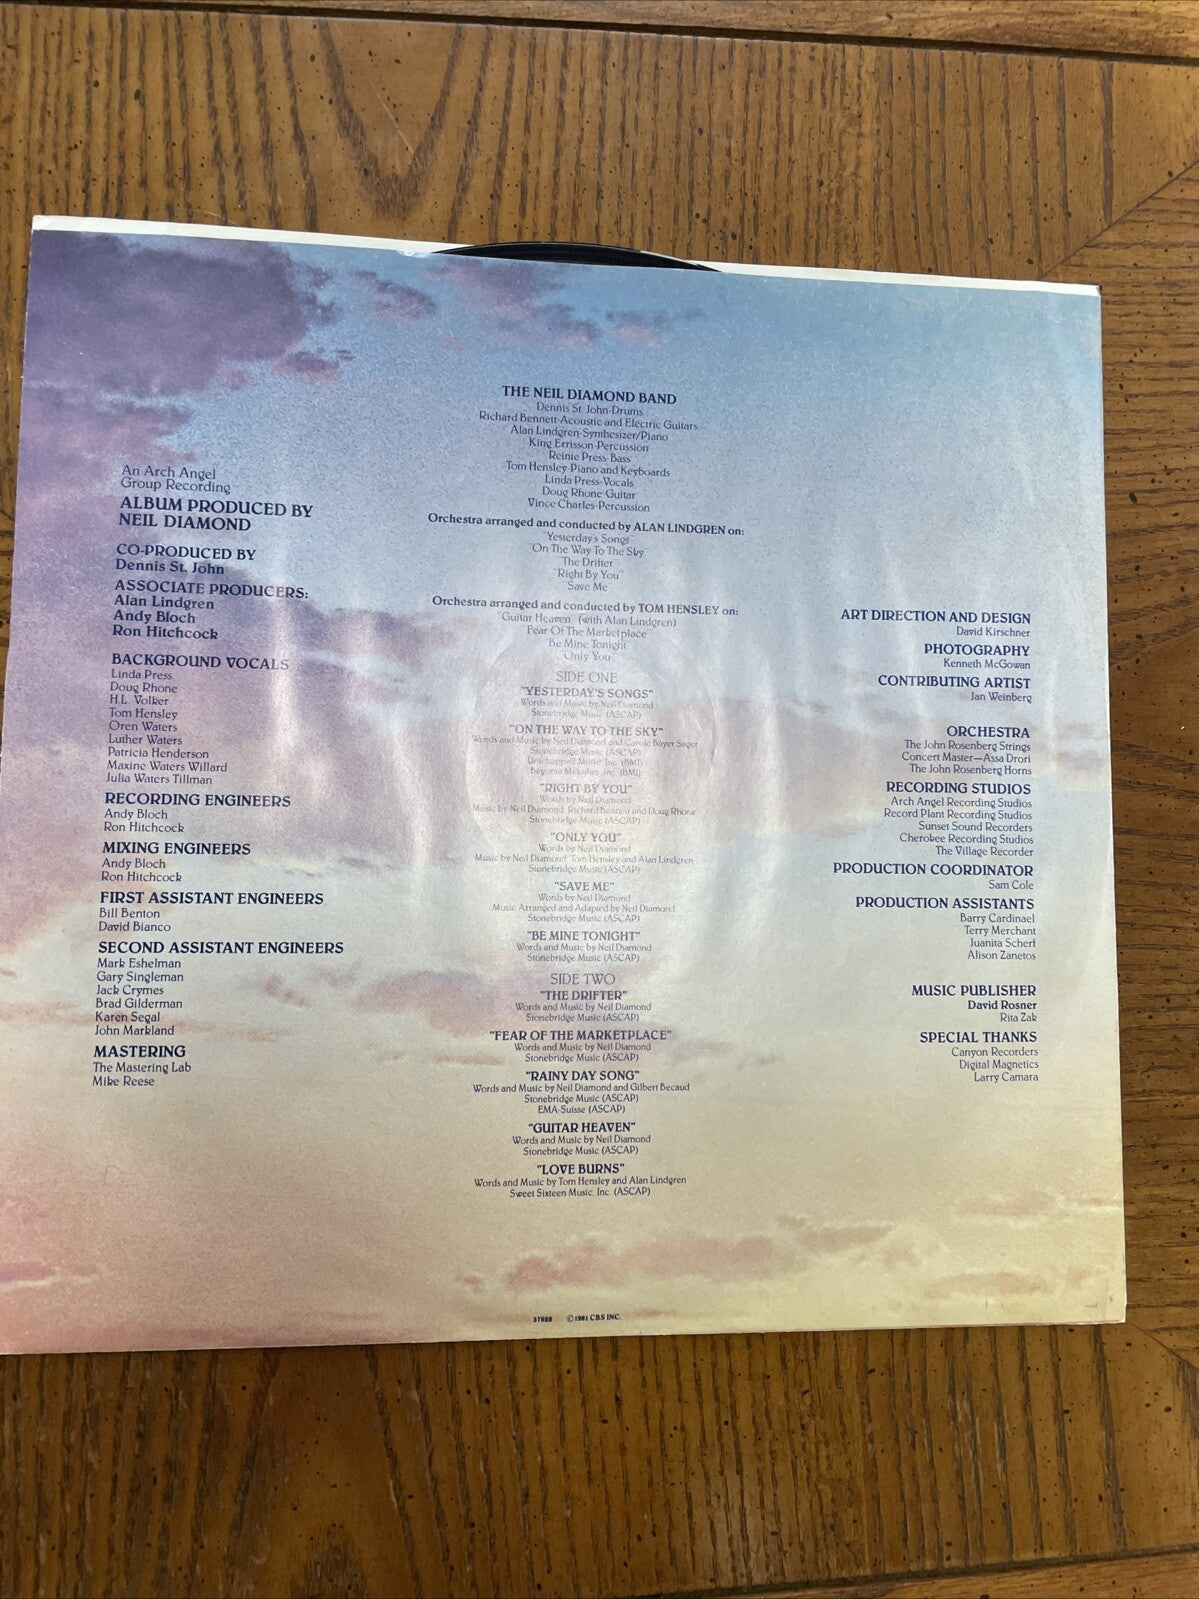 An Arch Angel
Group Recording
ALBUM PRODUCED BY
NEIL DIAMOND
CO-PRODUCED BY
Dennis St. John
ASSOCIATE PRODUCERS:
Alan Lindgren
Andy Bloch
Ron Hitchcock
BACKGROUND VOCALS
Linda Press
Doug Rhone
H.L. Volker
Tom Hensley
Oren Waters
Luther Waters
Patricia Henderson
Maxine Waters Willard
Julia Waters Tillman
RECORDING ENGINEERS
Andy Bloch
Ron Hitchcock
MIXING ENGINEERS
Andy Bloch
Ron Hitchcock
FIRST ASSISTANT ENGINEERS
Bill Benton
David Bianco
SECOND ASSISTANT ENGINEERS
Mark Eshelman
Gary Singleman
Jack Crymes
Brad Gilderman
Karen Segal
John Markland
MASTERING
The Mastering Lab
Mike Reese
THE NEIL DIAMOND BAND
Dennis St. John-Drums
Richard Bennett-Acoustic and Electric Guitars
Alan Lindgren-Synthesizer/Piano
King Errisson-Percussion
Reinie Press-Bass
Tom Hensley-Piano and Keyboards
Linda Press-Vocals
Doug Rhone-Guitar
Vince Charles-Percussion
Orchestra arranged and conducted by ALAN LINDGREN on:
"Yesterday's Songs"
"On The Way To The Sky"
"The Drifter"
"Right By You"
"Save Me"
Orchestra arranged and conducted by TOM HENSLEY on:
"Guitar Heaven" (with Alan Lindgren)
"Fear Of The Marketplace"
"Be Mine Tonight"
"Only You"
SIDE ONE
"YESTERDAY'S SONGS"
Words and Music by Neil Diamond
Stonebridge Music (ASCAP)
"ON THE WAY TO THE SKY"
Words and Music by Neil Diamond and Carole Bayer Sager
Stonebridge Music (ASCAP)
Unichappell Music Inc. (BMI)
Begonia Melodies Inc. (BMI)
"RIGHT BY YOU"
Words by Neil Diamond
Music by Neil Diamond, Richard Bennett and Doug Rhone
Stonebridge Music (ASCAP)
"ONLY YOU"
Words by Neil Diamond
Music by Neil Diamond, Tom Hensley and Alan Lindgren
Stonebridge Music (ASCAP)
"SAVE ME"
Words by Neil Diamond
Music Arranged and Adapted by Neil Diamond
Stonebridge Music (ASCAP)
"BE MINE TONIGHT"
Words and Music by Neil Diamond
Stonebridge Music (ASCAP)
SIDE TWO
"THE DRIFTER"
Words and Music by Neil Diamond
Stonebridge Music (ASCAP)
"FEAR OF THE MARKETPLACE"
Words and Music by Neil Diamond
Stonebridge Music (ASCAP)
"RAINY DAY SONG"
Words and Music by Neil Diamond and Gilbert Becaud
Stonebridge Music (ASCAP)
EMA-Suisse (ASCAP)
"GUITAR HEAVEN"
Words and Music by Neil Diamond
Stonebridge Music (ASCAP)
"LOVE BURNS"
Words and Music by Tom Hensley and Alan Lindgren
Sweet Sixteen Music, Inc. (ASCAP)
ART DIRECTION AND DESIGN
David Kirschner
PHOTOGRAPHY
Kenneth McGowan
CONTRIBUTING ARTIST
Jan Weinberg
ORCHESTRA
The John Rosenberg Strings
Concert Master—Assa Drori
The John Rosenberg Horns
RECORDING STUDIOS
Arch Angel Recording Studios
Record Plant Recording Studios
Sunset Sound Recorders
Cherokee Recording Studios
The Village Recorder
PRODUCTION COORDINATOR
Sam Cole
PRODUCTION ASSISTANTS
Barry Cardinael
Terry Merchant
Juanita Scherf
Alison Zanetos
MUSIC PUBLISHER
David Rosner
Rita Zak
SPECIAL THANKS
Canyon Recorders
Digital Magnetics
Larry Camara
37628 © 1981 CBS INC.